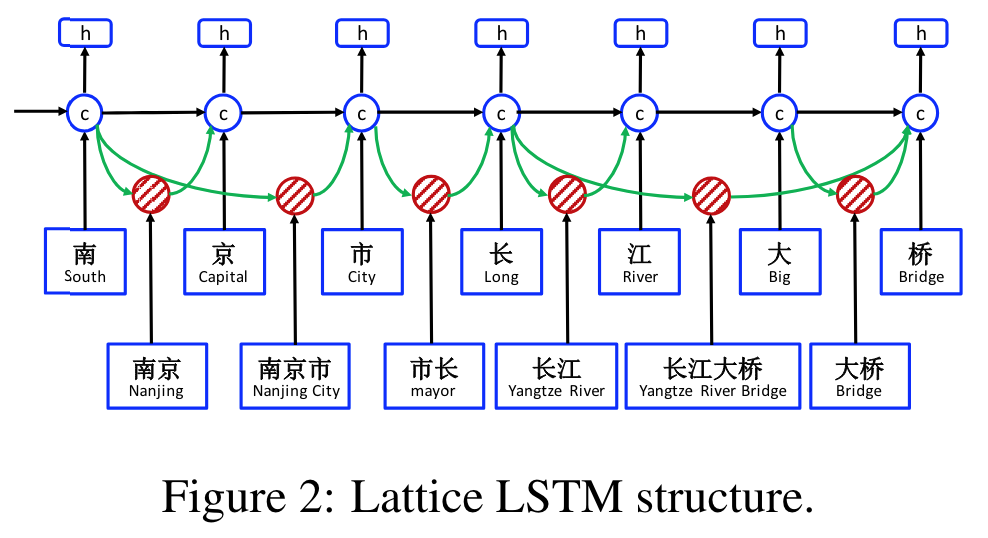 h h h h h h h
c c c c c c c
南 京 市 长 江 大 桥
South Capital City Long River Big Bridge
南京 南京市 市长 长江 长江大桥 大桥
Nanjing Nanjing City mayor Yangtze River Yangtze River Bridge Bridge
Figure 2: Lattice LSTM structure.